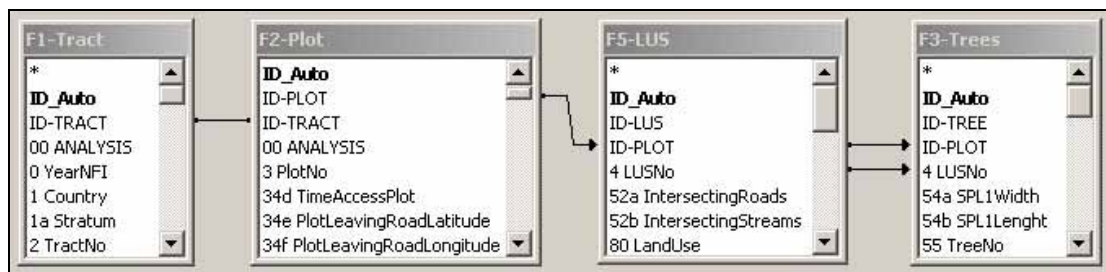 F1-Tract
*
ID_Auto
ID-TRACT
00 ANALYSIS
0 YearNFI
1 Country
1a Stratum
2 TractNo
F2-Plot
ID_Auto
ID-PLOT
ID-TRACT
00 ANALYSIS
3 PlotNo
34d TimeAccessPlot
34e PlotLeavingRoadLatitude
34f PlotLeavingRoadLongitude
F5-LUS
*
ID_Auto
ID-LUS
ID-PLOT
4 LUSNo
52a IntersectingRoads
52b IntersectingStreams
80 LandUse
F3-Trees
*
ID_Auto
ID-TREE
ID-PLOT
4 LUSNo
54a SPL1Width
54b SPL1Lenght
55 TreeNo